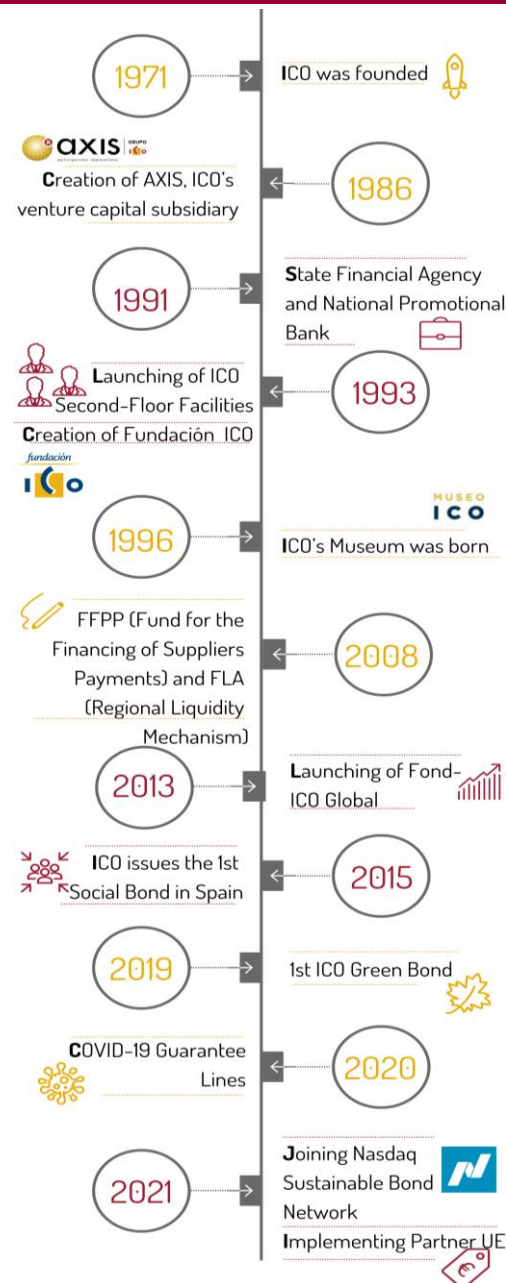 1971
ICO was founded
axis
GRUPO
ICO
participaciones empresariales
Creation of AXIS, ICO's
venture capital subsidiary
1986
1991
State Financial Agency
and National Promotional
Bank
Launching of ICO
Second-Floor Facilities
Creation of Fundación ICO
1993
fundación
ICO
1996
MUSEO
ICO
ICO's Museum was born
FFPP (Fund for the
Financing of Suppliers
Payments) and FLA
(Regional Liquidity
Mechanism)
2008
2013
Launching of Fond-
ICO Global
ICO issues the 1st
Social Bond in Spain
2015
2019
1st ICO Green Bond
COVID-19 Guarantee
Lines
2020
2021
Joining Nasdaq
Sustainable Bond
Network
Implementing Partner UE
€